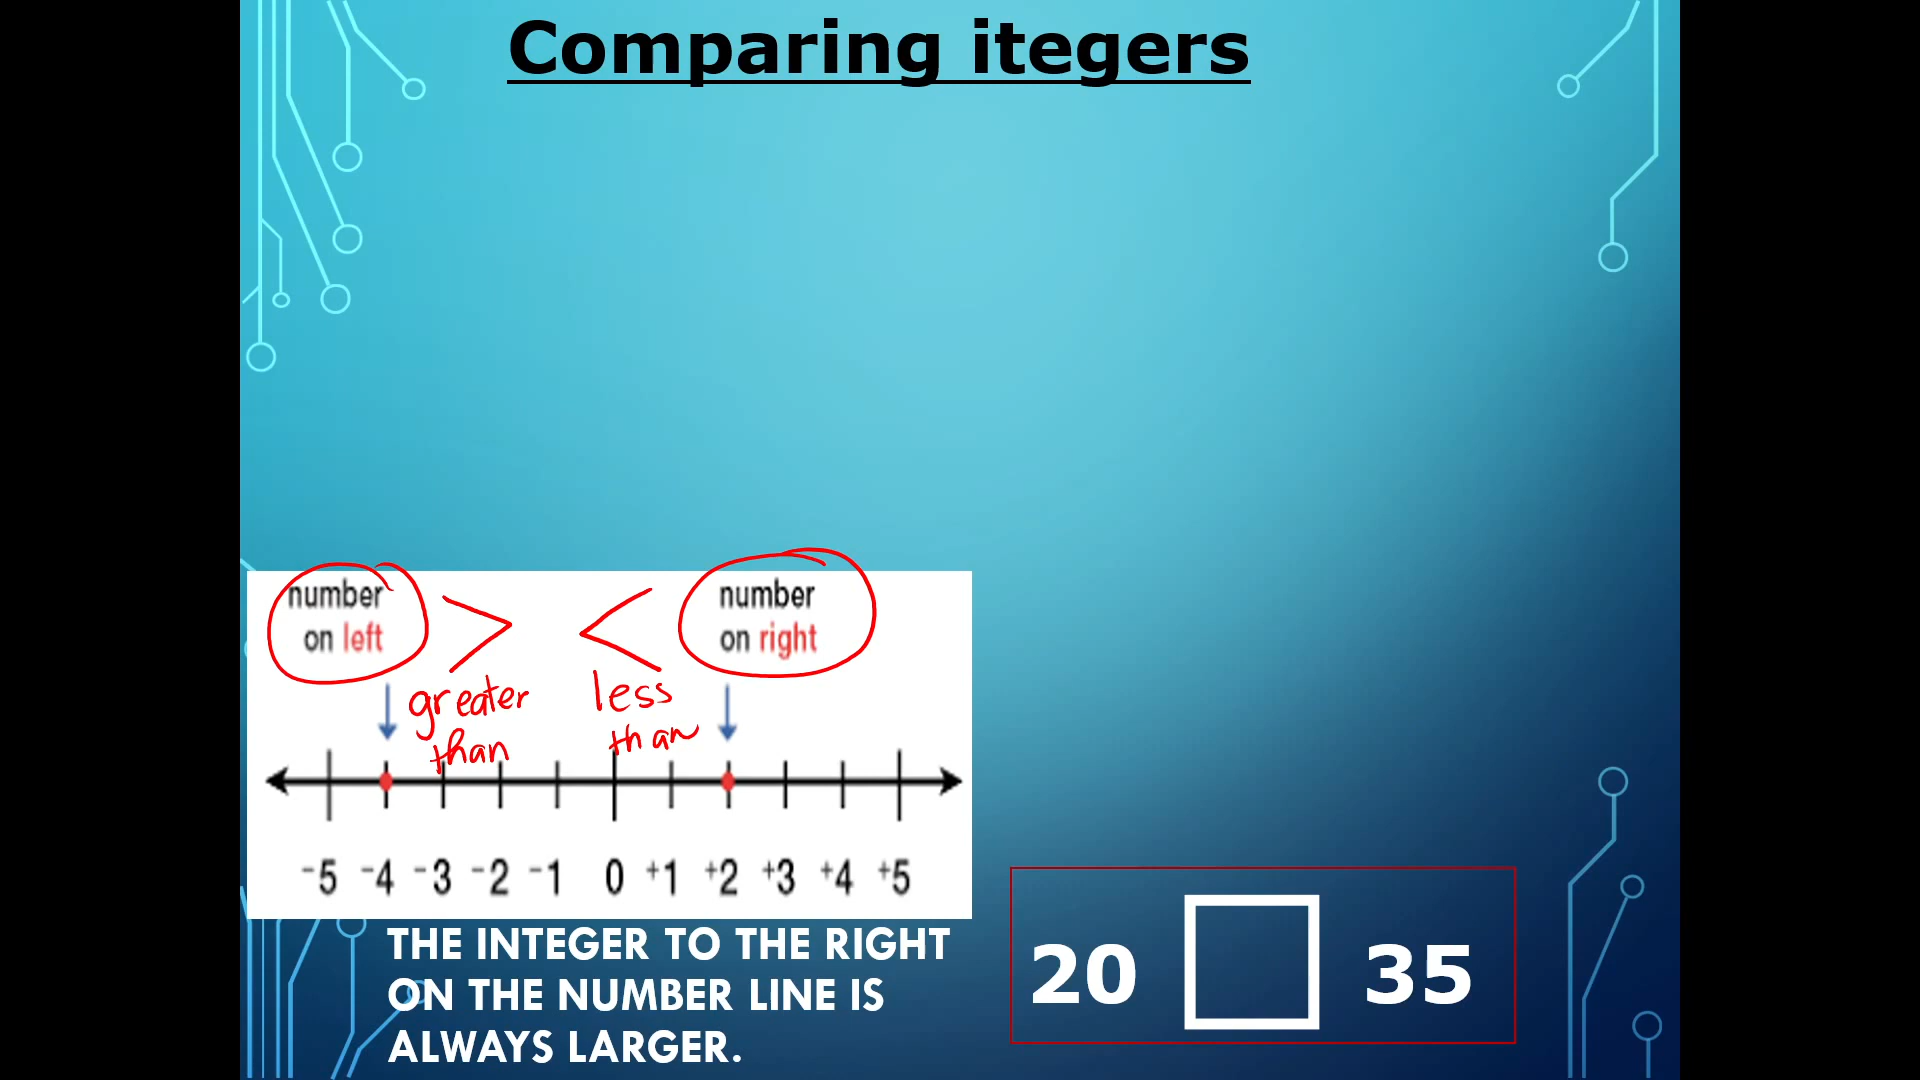 Comparing itegers
number
on left
>
<
number
on right
greater
than
less
than
-5 -4 -3 -2 -1 0 +1 +2 +3 +4 +5
THE INTEGER TO THE RIGHT
ON THE NUMBER LINE IS
ALWAYS LARGER.
20 35